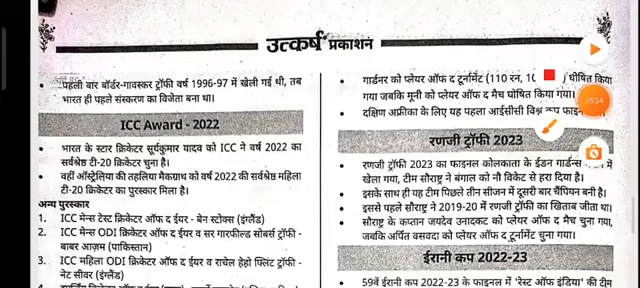 उत्कर्ष प्रकाशन
• पहली बार बॉर्डर-गावस्कर ट्रॉफी वर्ष 1996-97 में खेली गई थी, तब
भारत ही पहले संस्करण का विजेता बना था।
ICC Award - 2022
• भारत के स्टार क्रिकेटर सूर्यकुमार यादव को ICC ने वर्ष 2022 का
सर्वश्रेष्ठ टी-20 क्रिकेटर चुना है।
• वहीं ऑस्ट्रेलिया की तहलिया मैकग्राथ को वर्ष 2022 की सर्वश्रेष्ठ महिला
टी-20 क्रिकेटर का पुरस्कार मिला है।
अन्य पुरस्कार
1. ICC मेन्स टेस्ट क्रिकेटर ऑफ द ईयर - बेन स्टोक्स (इंग्लैंड)
2. ICC मेन्स ODI क्रिकेटर ऑफ द ईयर व सर गारफील्ड सोबर्स ट्रॉफी -
बाबर आज़म (पाकिस्तान)
3. ICC महिला ODI क्रिकेटर ऑफ द ईयर व राचेल हेहो फ्लिंट ट्रॉफी -
नेट सीवर (इंग्लैंड)
• गार्डनर को प्लेयर ऑफ द टूर्नामेंट (110 रन, 10 घोषित किया
गया जबकि मूनी को प्लेयर ऑफ द मैच घोषित किया गया।
• दक्षिण अफ्रीका के लिए यह पहला आईसीसी विश्व कप फाइनल
35:24
रणजी ट्रॉफी 2023
• रणजी ट्रॉफी 2023 का फाइनल कोलकाता के ईडन गार्डन्स में
खेला गया, टीम सौराष्ट्र ने बंगाल को नौ विकेट से हरा दिया है।
• इसके साथ ही यह टीम पिछले तीन सीजन में दूसरी बार चैंपियन बनी है।
• इससे पहले सौराष्ट्र ने 2019-20 में रणजी ट्रॉफी का खिताब जीता था।
• सौराष्ट्र के कप्तान जयदेव उनादकट को प्लेयर ऑफ द मैच चुना गया,
जबकि अर्पित वसवदा को प्लेयर ऑफ द टूर्नामेंट चुना गया।
ईरानी कप 2022-23
• 59वें ईरानी कप 2022-23 के फाइनल में 'रेस्ट ऑफ इंडिया' की टीम